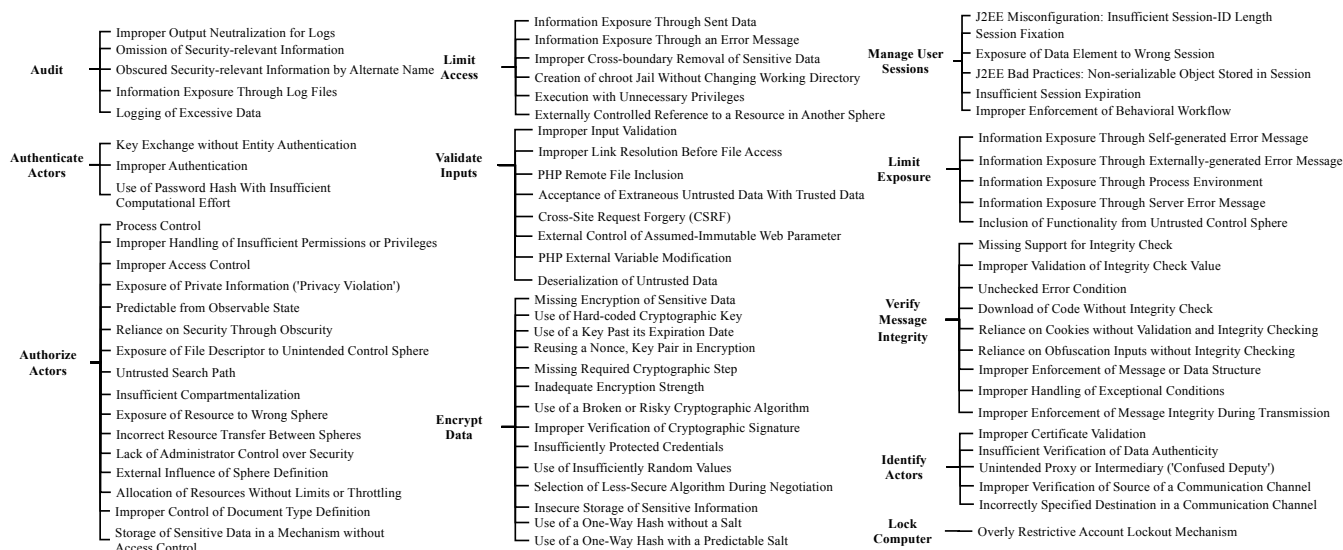 Audit
Improper Output Neutralization for Logs
Omission of Security-relevant Information
Obscured Security-relevant Information by Alternate Name
Information Exposure Through Log Files
Logging of Excessive Data
Authenticate
Actors
Key Exchange without Entity Authentication
Improper Authentication
Use of Password Hash With Insufficient
Computational Effort
Authorize
Actors
Process Control
Improper Handling of Insufficient Permissions or Privileges
Improper Access Control
Exposure of Private Information ('Privacy Violation')
Predictable from Observable State
Reliance on Security Through Obscurity
Exposure of File Descriptor to Unintended Control Sphere
Untrusted Search Path
Insufficient Compartmentalization
Exposure of Resource to Wrong Sphere
Incorrect Resource Transfer Between Spheres
Lack of Administrator Control over Security
External Influence of Sphere Definition
Allocation of Resources Without Limits or Throttling
Improper Control of Document Type Definition
Storage of Sensitive Data in a Mechanism without
Access Control
Limit
Access
Information Exposure Through Sent Data
Information Exposure Through an Error Message
Improper Cross-boundary Removal of Sensitive Data
Creation of chroot Jail Without Changing Working Directory
Execution with Unnecessary Privileges
Externally Controlled Reference to a Resource in Another Sphere
Validate
Inputs
Improper Input Validation
Improper Link Resolution Before File Access
PHP Remote File Inclusion
Acceptance of Extraneous Untrusted Data With Trusted Data
Cross-Site Request Forgery (CSRF)
External Control of Assumed-Immutable Web Parameter
PHP External Variable Modification
Deserialization of Untrusted Data
Encrypt
Data
Missing Encryption of Sensitive Data
Use of Hard-coded Cryptographic Key
Use of a Key Past its Expiration Date
Reusing a Nonce, Key Pair in Encryption
Missing Required Cryptographic Step
Inadequate Encryption Strength
Use of a Broken or Risky Cryptographic Algorithm
Improper Verification of Cryptographic Signature
Insufficiently Protected Credentials
Use of Insufficiently Random Values
Selection of Less-Secure Algorithm During Negotiation
Insecure Storage of Sensitive Information
Use of a One-Way Hash without a Salt
Use of a One-Way Hash with a Predictable Salt
Manage User
Sessions
J2EE Misconfiguration: Insufficient Session-ID Length
Session Fixation
Exposure of Data Element to Wrong Session
J2EE Bad Practices: Non-serializable Object Stored in Session
Insufficient Session Expiration
Improper Enforcement of Behavioral Workflow
Limit
Exposure
Information Exposure Through Self-generated Error Message
Information Exposure Through Externally-generated Error Message
Information Exposure Through Process Environment
Information Exposure Through Server Error Message
Inclusion of Functionality from Untrusted Control Sphere
Verify
Message
Integrity
Missing Support for Integrity Check
Improper Validation of Integrity Check Value
Unchecked Error Condition
Download of Code Without Integrity Check
Reliance on Cookies without Validation and Integrity Checking
Reliance on Obfuscation Inputs without Integrity Checking
Improper Enforcement of Message or Data Structure
Improper Handling of Exceptional Conditions
Improper Enforcement of Message Integrity During Transmission
Identify
Actors
Improper Certificate Validation
Insufficient Verification of Data Authenticity
Unintended Proxy or Intermediary ('Confused Deputy')
Improper Verification of Source of a Communication Channel
Incorrectly Specified Destination in a Communication Channel
Lock
Computer
Overly Restrictive Account Lockout Mechanism